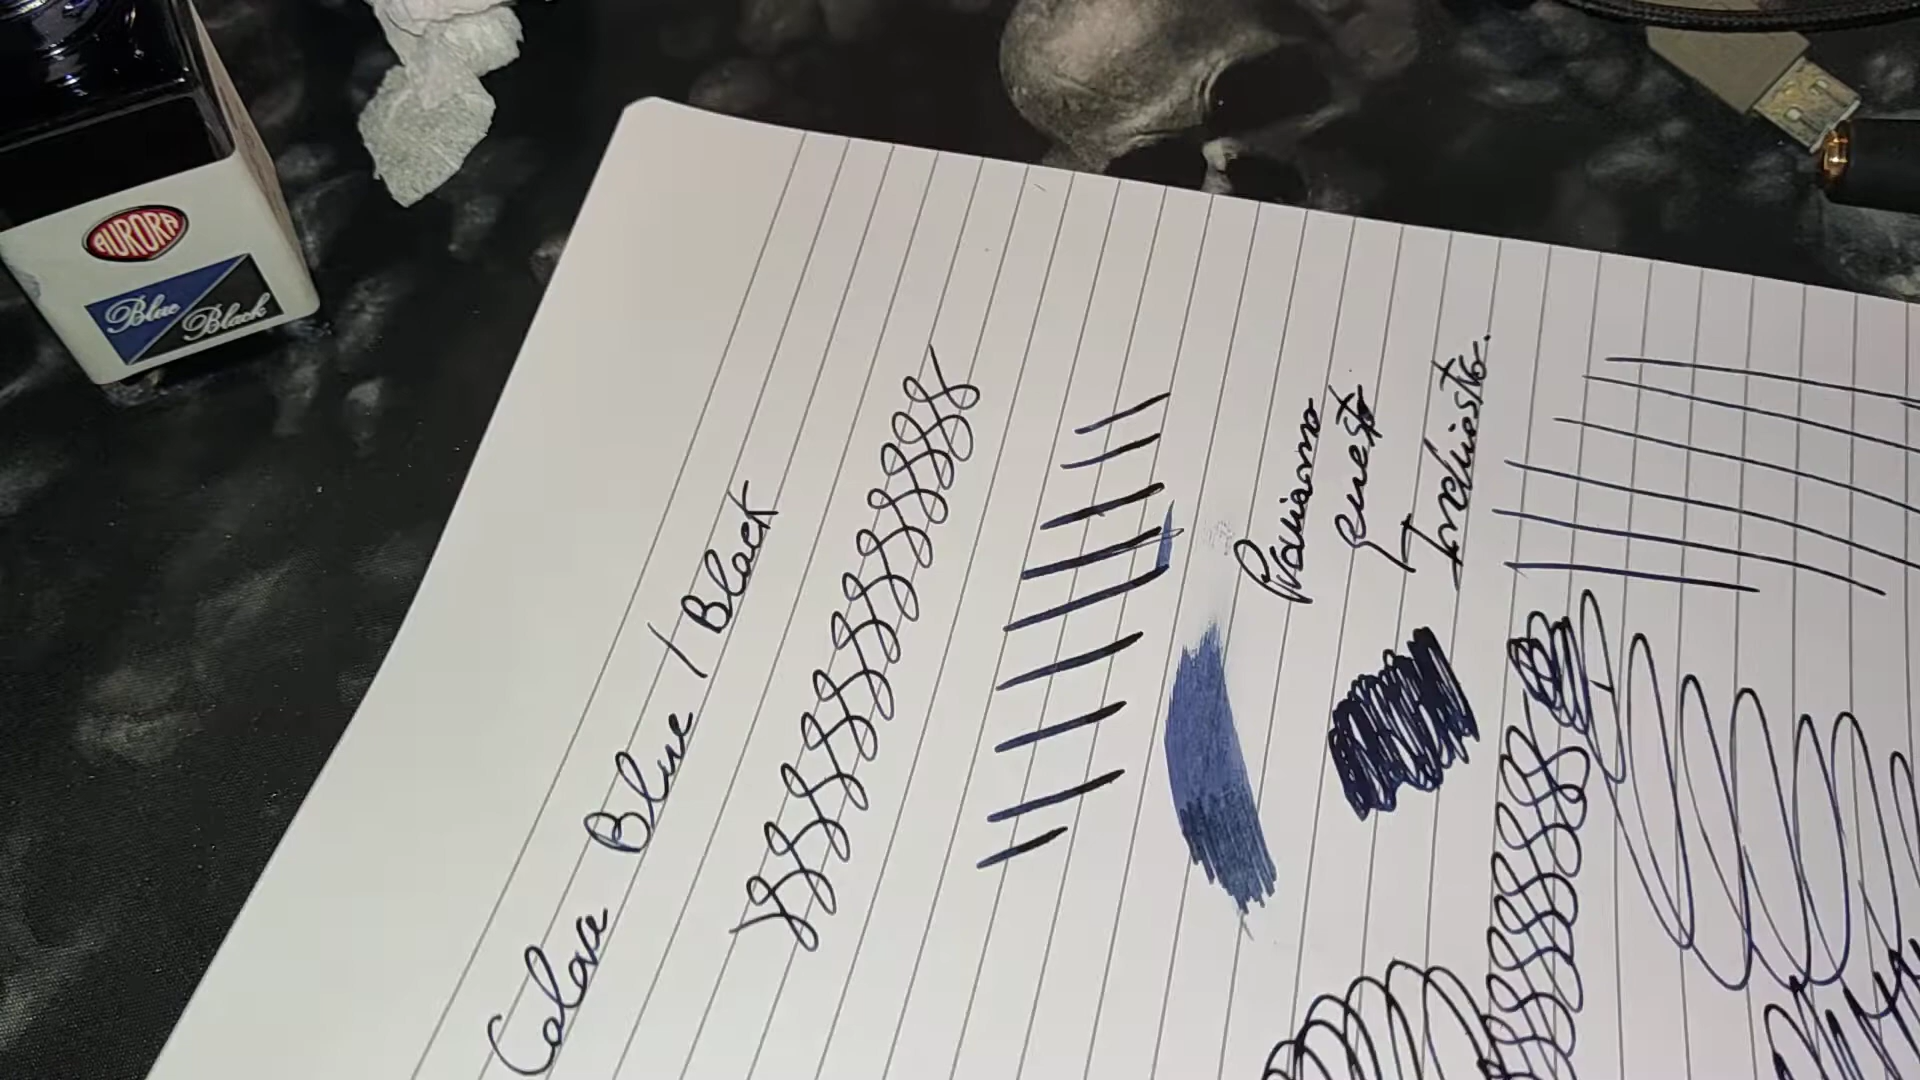 AURORA
Blue Black
Colore Blue / Black
Proviamo
questo
Inchiostro.